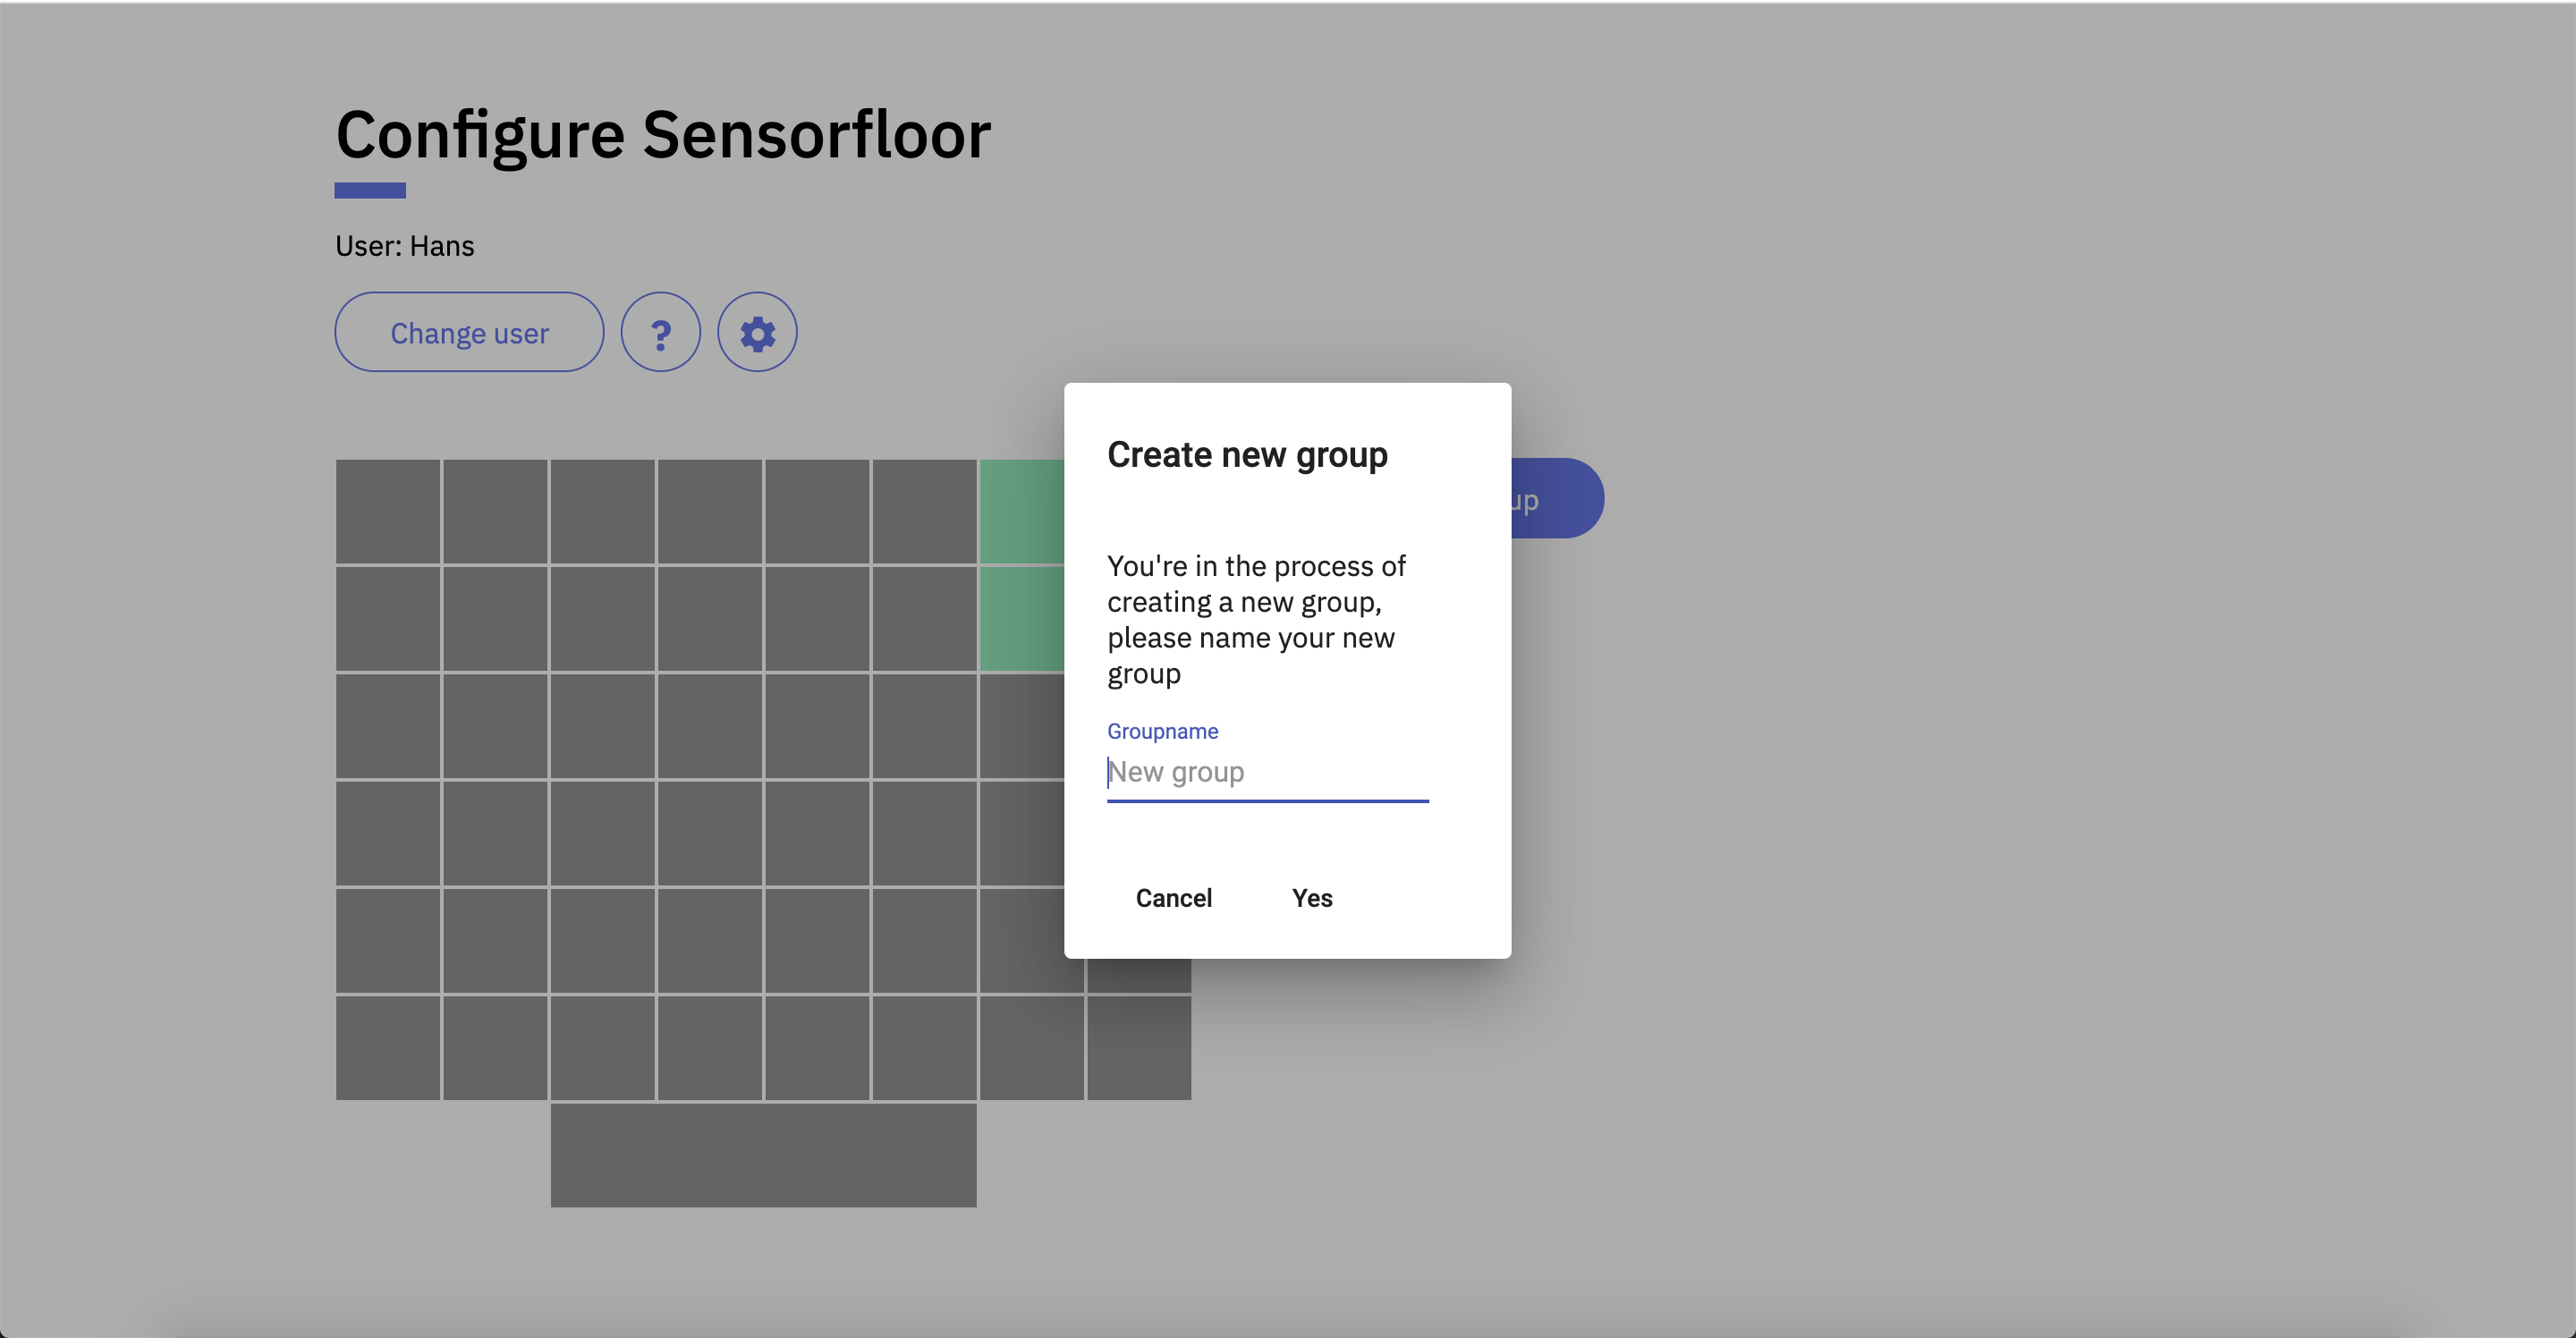 Configure Sensorfloor
User: Hans
Change user
?
Create new group
up
You're in the process of
creating a new group,
please name your new
group
Groupname
New group
Cancel
Yes